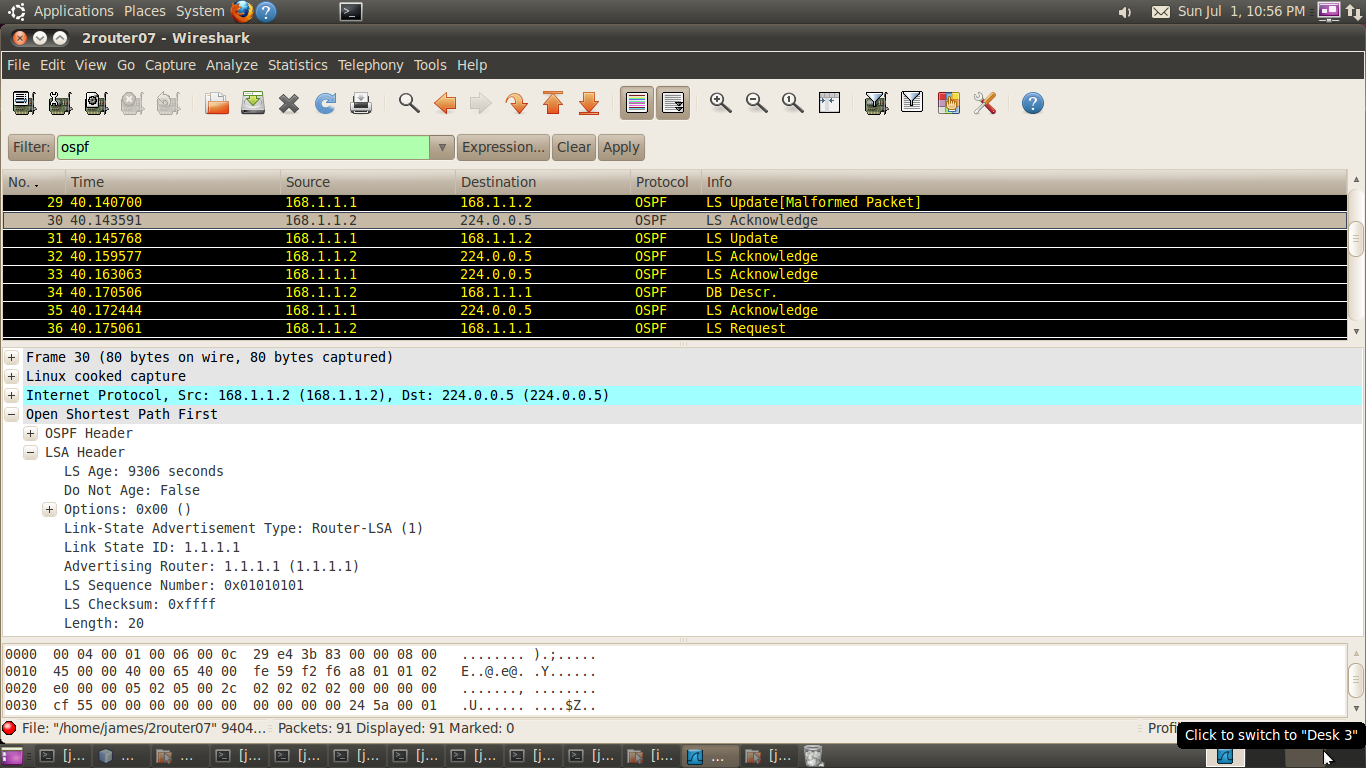 Applications Places System Sun Jul 1, 10:56 PM
2router07 - Wireshark
File Edit View Go Capture Analyze Statistics Telephony Tools Help
Filter: ospf Expression... Clear Apply
No. Time Source Destination Protocol Info
29 40.140700 168.1.1.1 168.1.1.2 OSPF LS Update[Malformed Packet]
30 40.143591 168.1.1.2 224.0.0.5 OSPF LS Acknowledge
31 40.145768 168.1.1.1 168.1.1.2 OSPF LS Update
32 40.159577 168.1.1.2 224.0.0.5 OSPF LS Acknowledge
33 40.163063 168.1.1.1 224.0.0.5 OSPF LS Acknowledge
34 40.170506 168.1.1.2 168.1.1.1 OSPF DB Descr.
35 40.172444 168.1.1.1 224.0.0.5 OSPF LS Acknowledge
36 40.175061 168.1.1.2 168.1.1.1 OSPF LS Request
Frame 30 (80 bytes on wire, 80 bytes captured)
Linux cooked capture
Internet Protocol, Src: 168.1.1.2 (168.1.1.2), Dst: 224.0.0.5 (224.0.0.5)
Open Shortest Path First
OSPF Header
LSA Header
LS Age: 9306 seconds
Do Not Age: False
Options: 0x00 ()
Link-State Advertisement Type: Router-LSA (1)
Link State ID: 1.1.1.1
Advertising Router: 1.1.1.1 (1.1.1.1)
LS Sequence Number: 0x01010101
LS Checksum: 0xffff
Length: 20
0000 00 04 00 01 00 06 00 0c 29 e4 3b 83 00 00 08 00 ........ ).;.....
0010 45 00 00 40 00 65 40 00 fe 59 f2 f6 a8 01 01 02 E..@.e@. .Y......
0020 e0 00 00 05 02 05 00 2c 02 02 02 02 00 00 00 00 ......., ........
0030 cf 55 00 00 00 00 00 00 00 00 00 00 24 5a 00 01 .U...... ....$Z..
File: "/home/james/2router07" 9404... Packets: 91 Displayed: 91 Marked: 0 Profi
Click to switch to "Desk 3"
[j... ... ... [j... [j... [j... [j... [j... [j... [j... [i... ... [j...